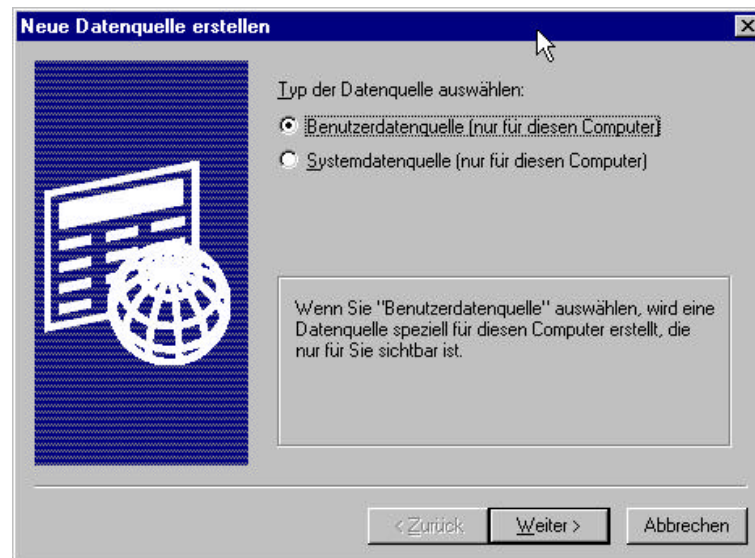 Neue Datenquelle erstellen
Typ der Datenquelle auswählen:
Benutzerdatenquelle (nur für diesen Computer)
Systemdatenquelle (nur für diesen Computer)
Wenn Sie "Benutzerdatenquelle" auswählen, wird eine
Datenquelle speziell für diesen Computer erstellt, die
nur für Sie sichtbar ist.
< Zurück Weiter > Abbrechen